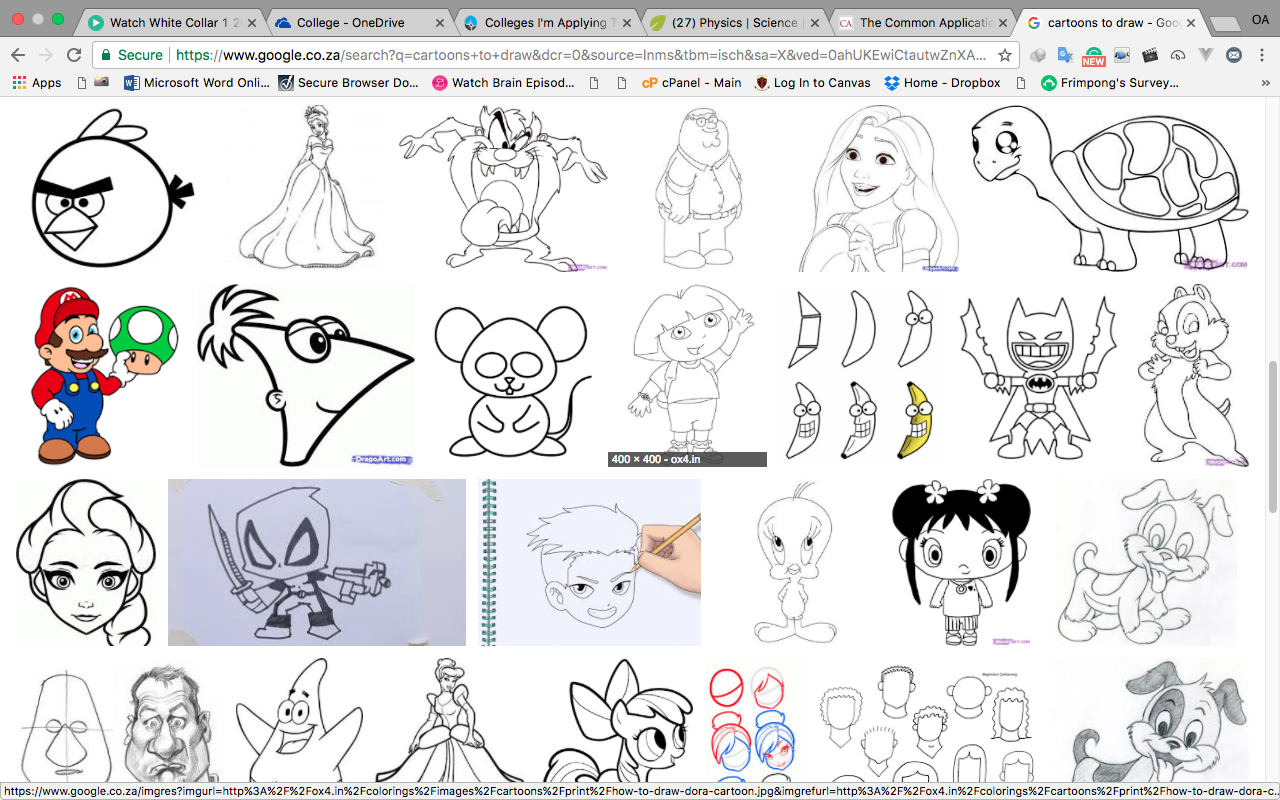 Watch White Collar 1 2
College - OneDrive
Colleges I'm Applying T
(27) Physics | Science |
CA The Common Applicatio
cartoons to draw - Goo
OA
Secure
https://www.google.co.za/search?q=cartoons+to+draw&dcr=0&source=lnms&tbm=isch&sa=X&ved=0ahUKEwiCtautwZnXA...
NEW
Apps
Microsoft Word Onli...
Secure Browser Do...
Watch Brain Episod...
cP cPanel - Main
Log In to Canvas
Home - Dropbox
Frimpong's Survey...
»
M
DragoArt.com
400 × 400 - ox4.in
Beginners Cartooning
https://www.google.co.za/imgres?imgurl=http%3A%2F%2Fox4.in%2Fcolorings%2Fimages%2Fcartoons%2Fprint%2Fhow-to-draw-dora-cartoon.jpg&imgrefurl=http%3A%2F%2Fox4.in%2Fcolorings%2Fcartoons%2Fprint%2Fhow-to-draw-dora-c...